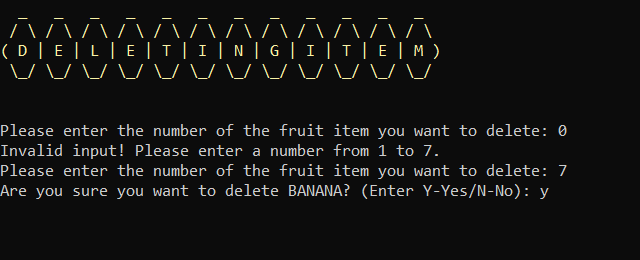 ( D | E | L | E | T | I | N | G | I | T | E | M )
Please enter the number of the fruit item you want to delete: 0
Invalid input! Please enter a number from 1 to 7.
Please enter the number of the fruit item you want to delete: 7
Are you sure you want to delete BANANA? (Enter Y-Yes/N-No): y